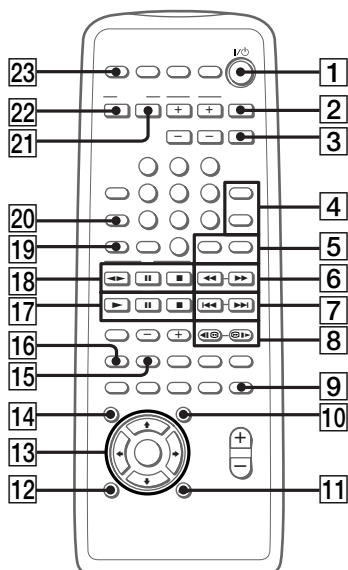 I/⏻
23 1
22 + + 2
21 − − 3
4
20
19 5
18 ◄► ❚❚ ■ ◄◄ ►► 6
17 ► ❚❚ ■ |◄◄ ►►| 7
− + 8
16
15 9
14 10
13 +
−
12 11